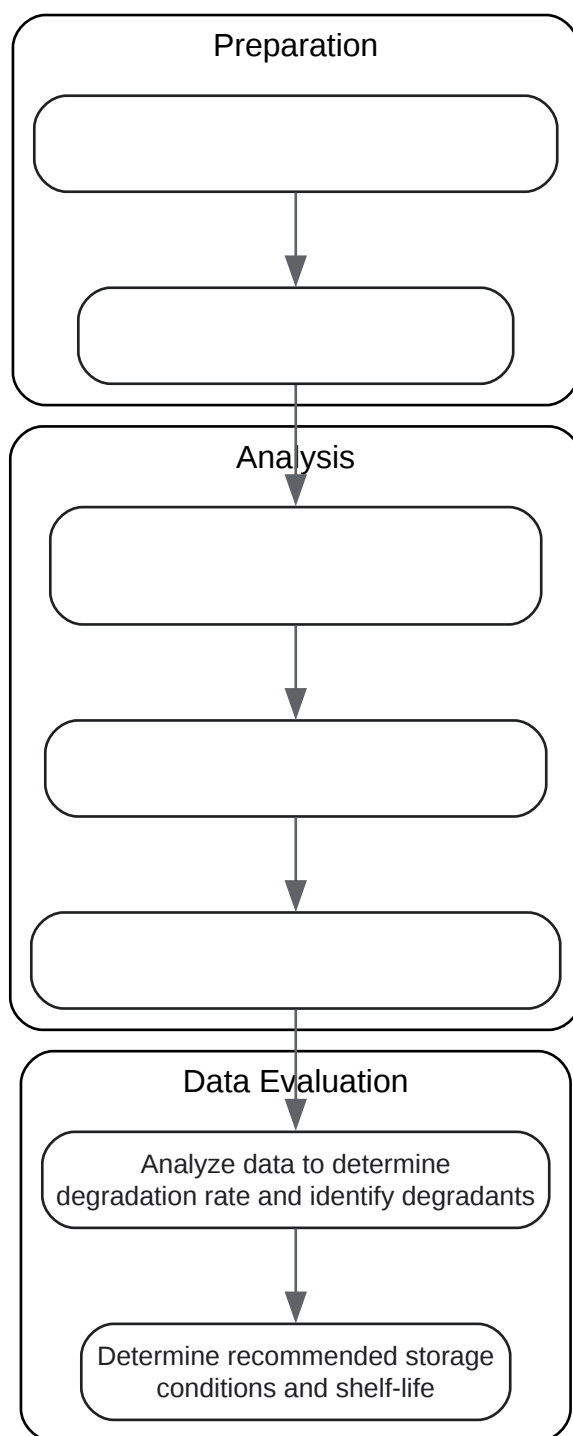 Preparation
Analysis
Data Evaluation
Analyze data to determine
degradation rate and identify degradants
Determine recommended storage
conditions and shelf-life